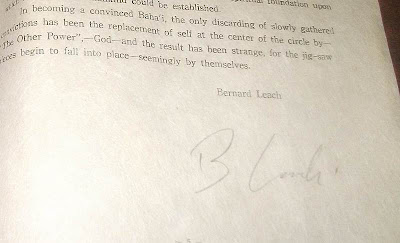 could be established.
In becoming a convinced Baha'i, the only discarding of slowly gathered
convictions has been the replacement of self at the center of the circle by—
The Other Power",—God—and the result has been strange, for the jig-saw
pieces begin to fall into place—seemingly by themselves.
Bernard Leach
B Leach